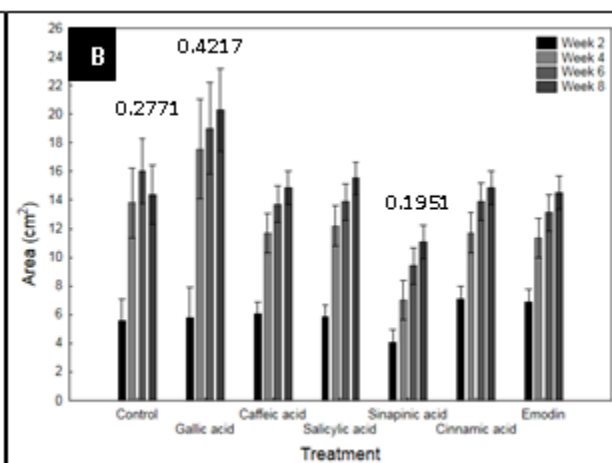 B
0.2771
0.4217
0.1951
Week 2
Week 4
Week 6
Week 8
Area (cm²)
26
24
22
20
18
16
14
12
10
8
6
4
2
0
Control
Gallic acid
Caffeic acid
Salicylic acid
Sinapinic acid
Cinnamic acid
Emodin
Treatment